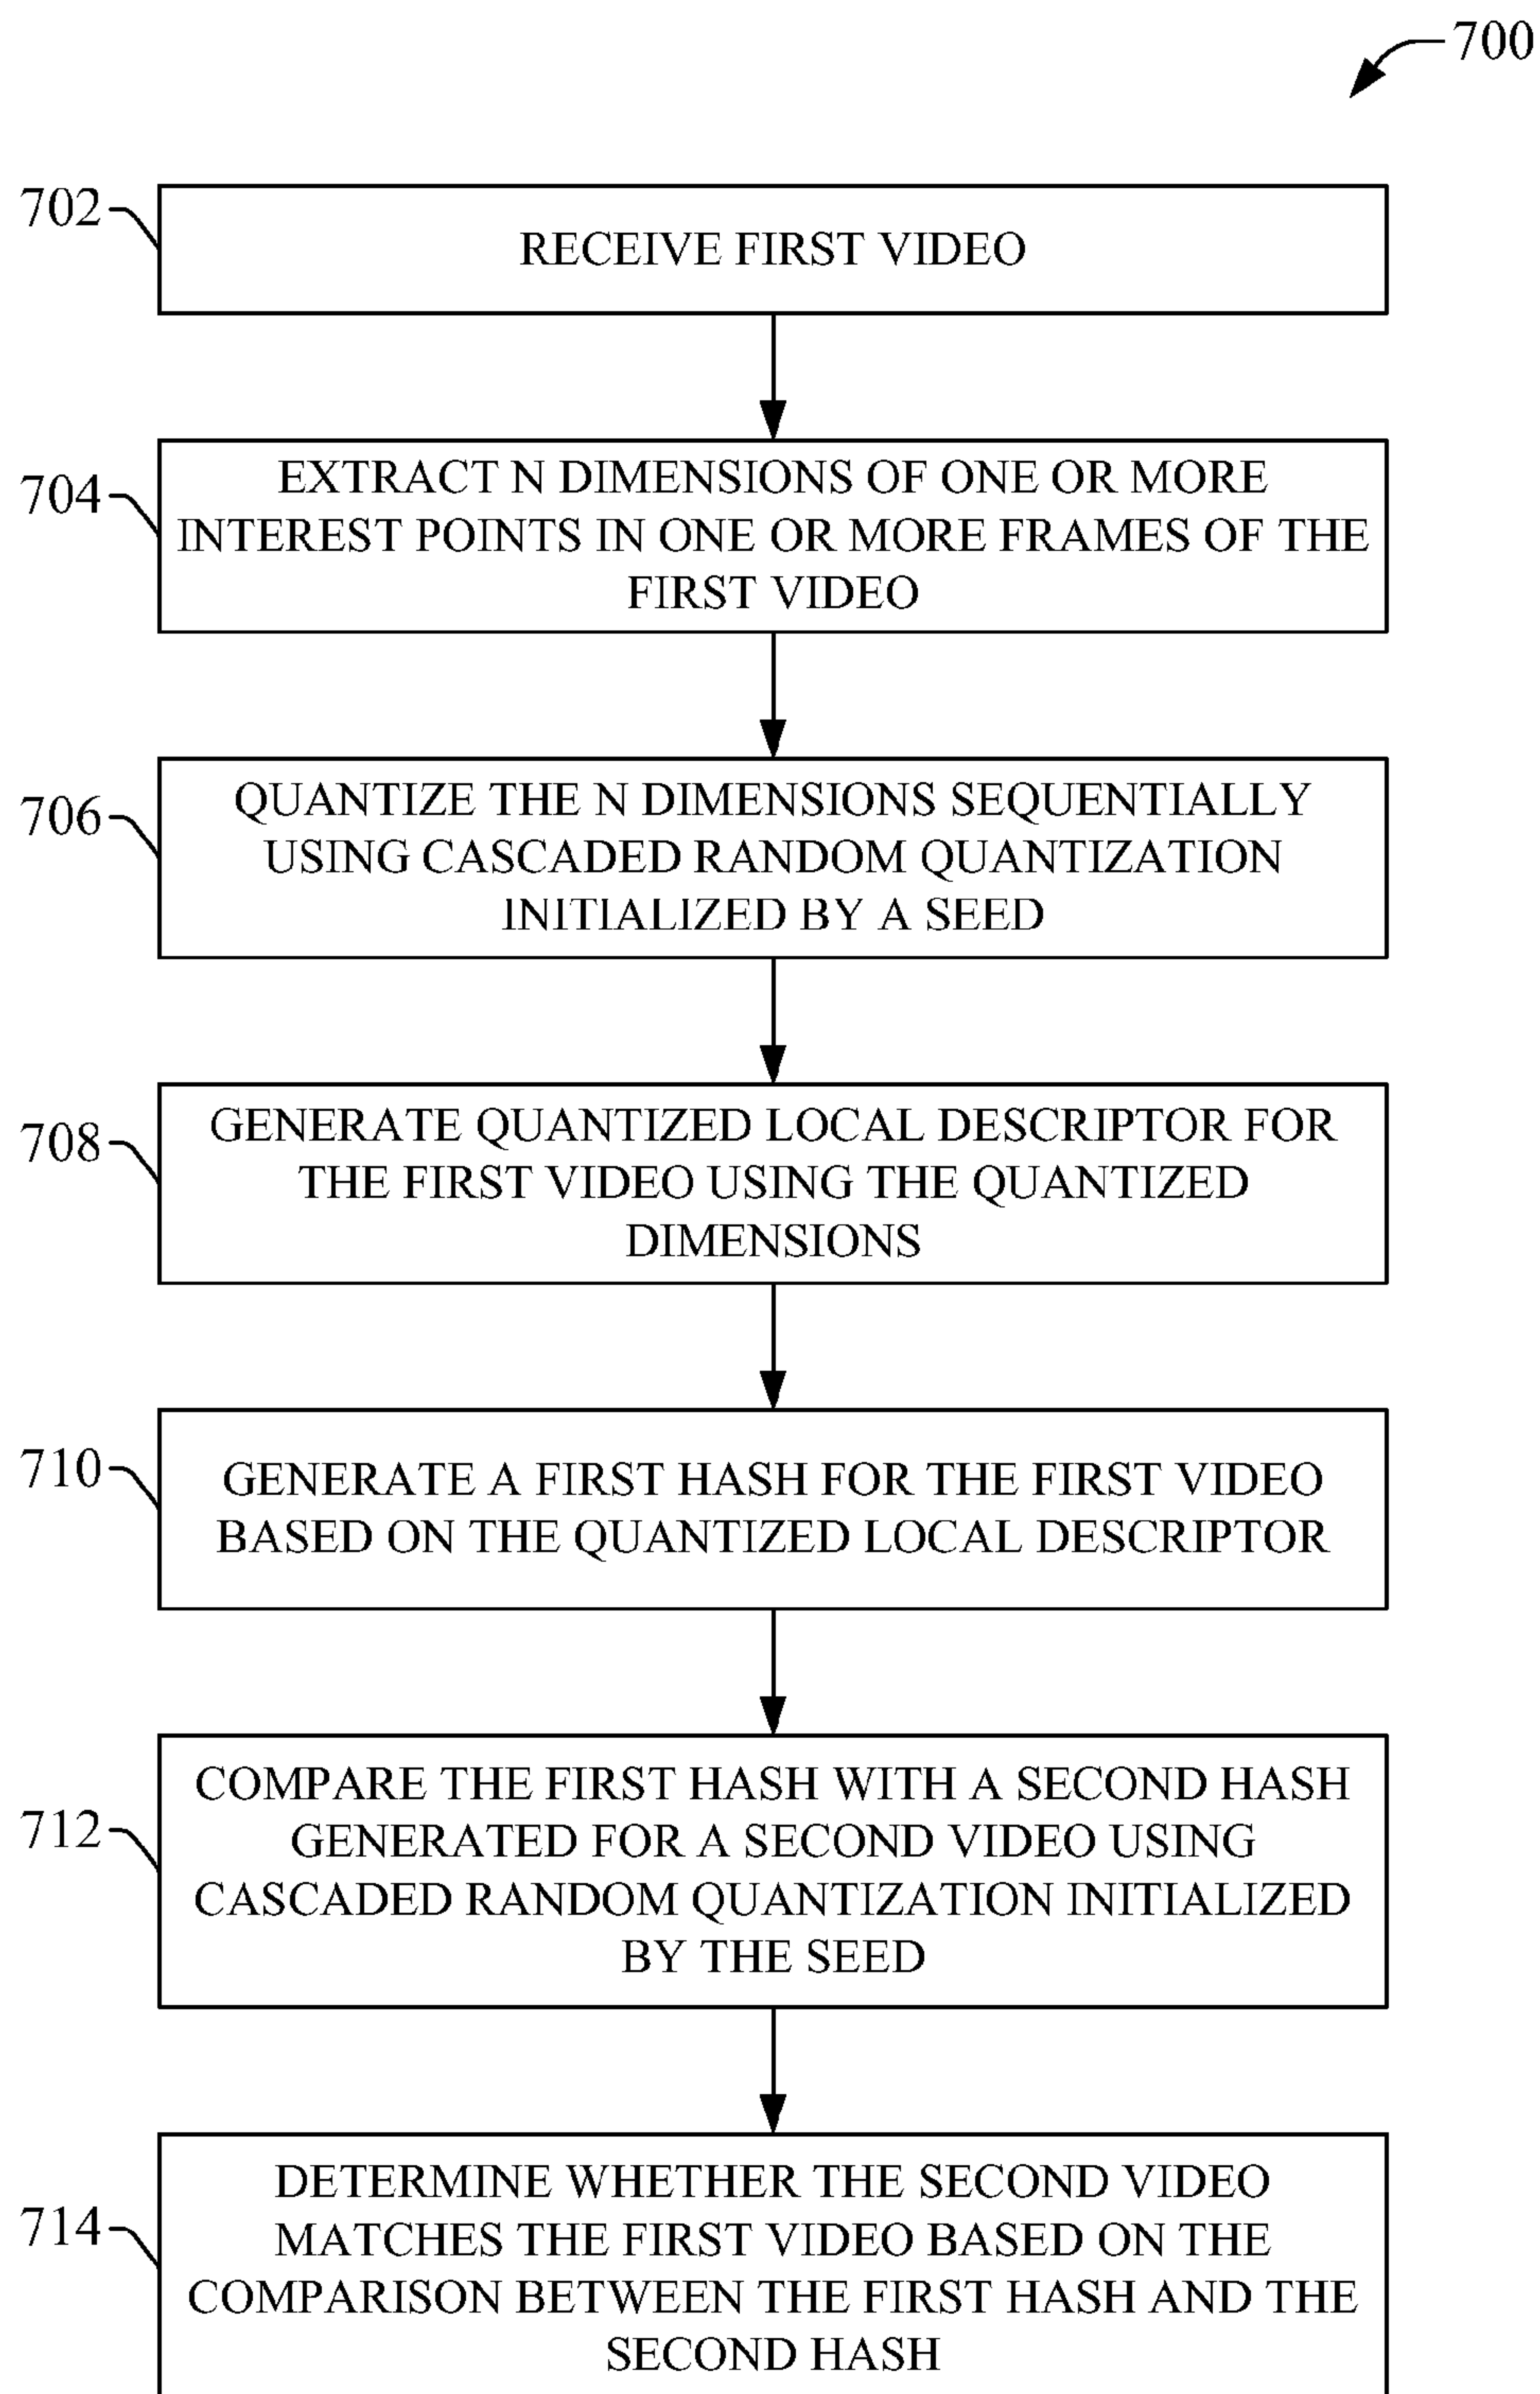 700
702
RECEIVE FIRST VIDEO
704
EXTRACT N DIMENSIONS OF ONE OR MORE
INTEREST POINTS IN ONE OR MORE FRAMES OF THE
FIRST VIDEO
706
QUANTIZE THE N DIMENSIONS SEQUENTIALLY
USING CASCADED RANDOM QUANTIZATION
INITIALIZED BY A SEED
708
GENERATE QUANTIZED LOCAL DESCRIPTOR FOR
THE FIRST VIDEO USING THE QUANTIZED
DIMENSIONS
710
GENERATE A FIRST HASH FOR THE FIRST VIDEO
BASED ON THE QUANTIZED LOCAL DESCRIPTOR
712
COMPARE THE FIRST HASH WITH A SECOND HASH
GENERATED FOR A SECOND VIDEO USING
CASCADED RANDOM QUANTIZATION INITIALIZED
BY THE SEED
714
DETERMINE WHETHER THE SECOND VIDEO
MATCHES THE FIRST VIDEO BASED ON THE
COMPARISON BETWEEN THE FIRST HASH AND THE
SECOND HASH